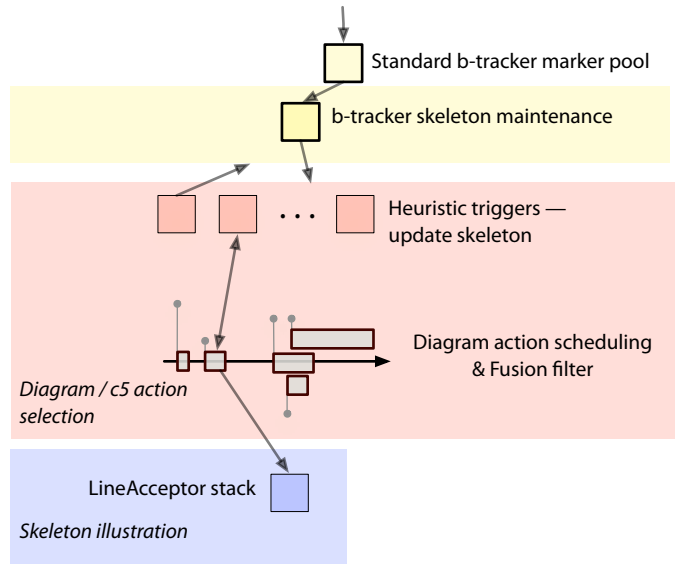 Standard b-tracker marker pool
b-tracker skeleton maintenance
Heuristic triggers —
update skeleton
Diagram action scheduling
& Fusion filter
Diagram / c5 action
selection
LineAcceptor stack
Skeleton illustration